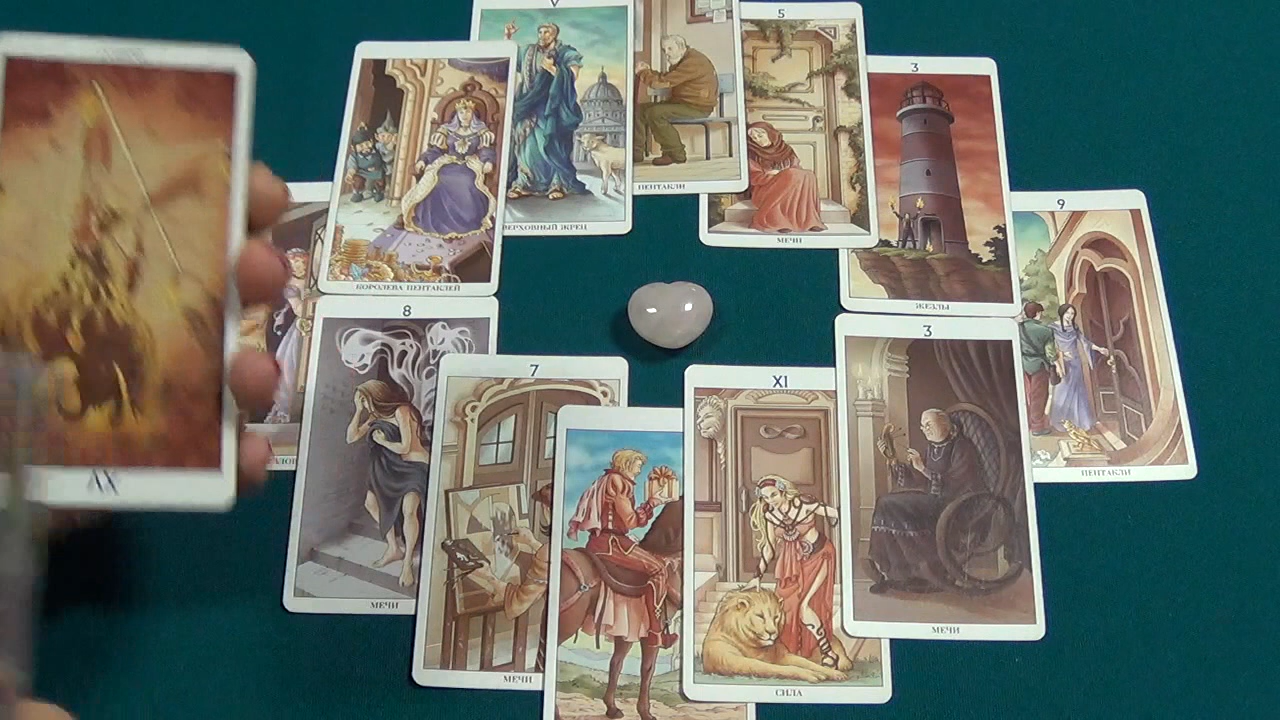 V
ВЕРХОВНЫЙ ЖРЕЦ
ПЕНТАКЛИ
5
МЕЧИ
3
ЖЕЗЛЫ
9
ПЕНТАКЛИ
КОРОЛЕВА ПЕНТАКЛЕЙ
8
МЕЧИ
7
МЕЧИ
XI
СИЛА
3
МЕЧИ
XV